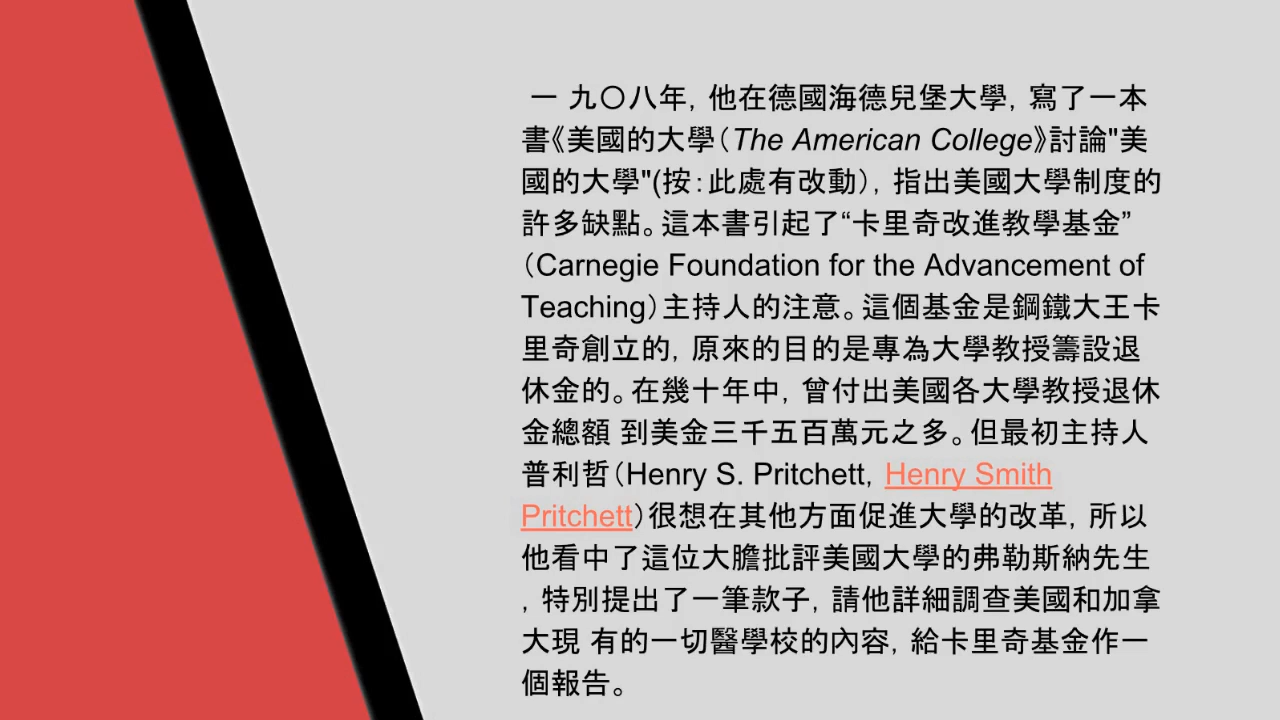 一 九〇八年，他在德國海德兒堡大學，寫了一本
書《美國的大學（The American College》討論"美
國的大學"(按：此處有改動），指出美國大學制度的
許多缺點。這本書引起了“卡里奇改進教學基金”
（Carnegie Foundation for the Advancement of
Teaching）主持人的注意。這個基金是鋼鐵大王卡
里奇創立的，原來的目的是專為大學教授籌設退
休金的。在幾十年中，曾付出美國各大學教授退休
金總額 到美金三千五百萬元之多。但最初主持人
普利哲（Henry S. Pritchett，Henry Smith
Pritchett）很想在其他方面促進大學的改革，所以
他看中了這位大膽批評美國大學的弗勒斯納先生
，特別提出了一筆款子，請他詳細調查美國和加拿
大現 有的一切醫學校的內容，給卡里奇基金作一
個報告。